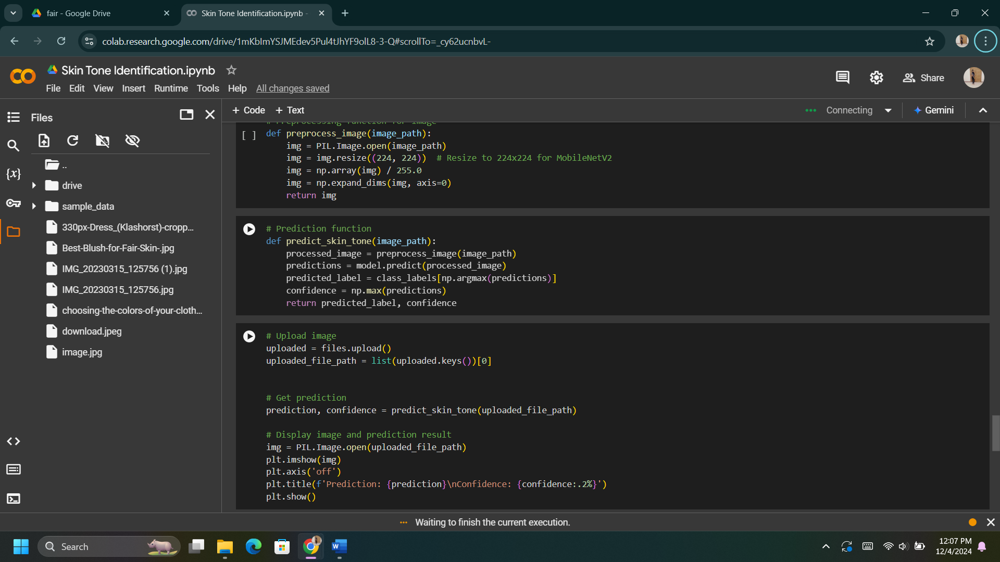 fair - Google Drive
Skin Tone Identification.ipynb -
colab.research.google.com/drive/1mKbImYSJMEdev5Pul4tJhYF9olL8-3-Q#scrollTo=_cy62ucnbvL-
Skin Tone Identification.ipynb
Share
File Edit View Insert Runtime Tools Help All changes saved
Files
+ Code + Text
Connecting
Gemini
..
drive
sample_data
330px-Dress_(Klashorst)-cropp...
Best-Blush-for-Fair-Skin-.jpg
IMG_20230315_125756 (1).jpg
IMG_20230315_125756.jpg
choosing-the-colors-of-your-cloth...
download.jpeg
image.jpg
# Preprocessing function for image
[ ] def preprocess_image(image_path):
img = PIL.Image.open(image_path)
img = img.resize((224, 224)) # Resize to 224x224 for MobileNetV2
img = np.array(img) / 255.0
img = np.expand_dims(img, axis=0)
return img
# Prediction function
def predict_skin_tone(image_path):
processed_image = preprocess_image(image_path)
predictions = model.predict(processed_image)
predicted_label = class_labels[np.argmax(predictions)]
confidence = np.max(predictions)
return predicted_label, confidence
# Upload image
uploaded = files.upload()
uploaded_file_path = list(uploaded.keys())[0]
# Get prediction
prediction, confidence = predict_skin_tone(uploaded_file_path)
# Display image and prediction result
img = PIL.Image.open(uploaded_file_path)
plt.imshow(img)
plt.axis('off')
plt.title(f'Prediction: {prediction}\nConfidence: {confidence:.2%}')
plt.show()
Waiting to finish the current execution.
Search
12:07 PM
12/4/2024